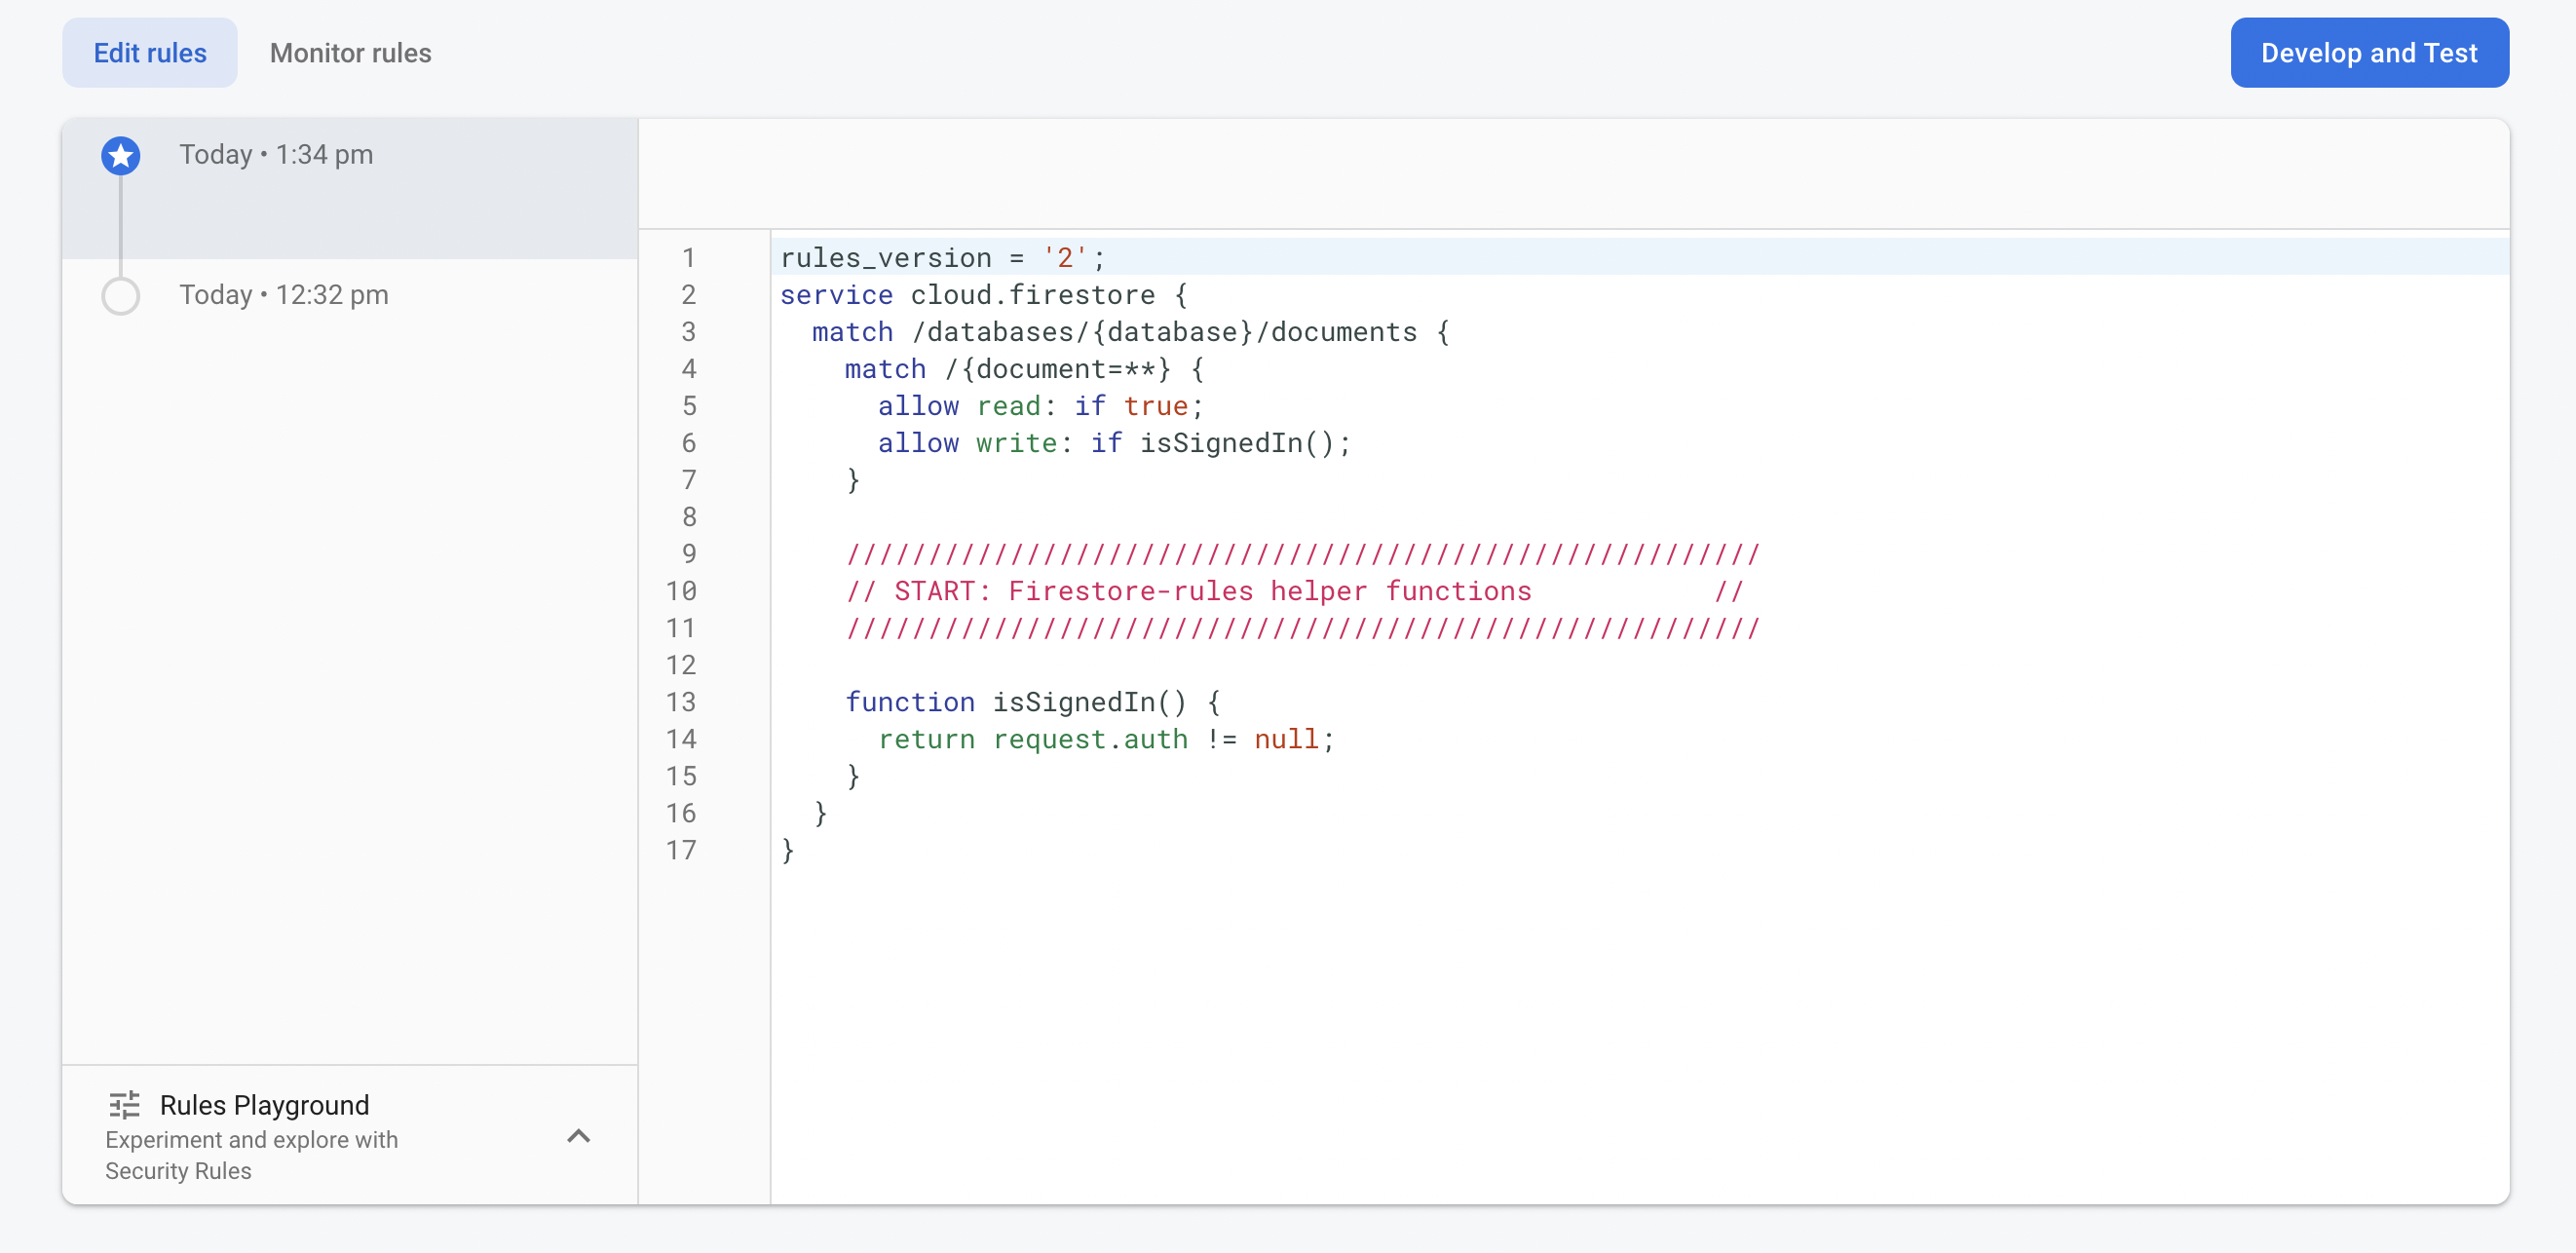 Edit rules
Monitor rules
Develop and Test
Today • 1:34 pm
Today • 12:32 pm
1 rules_version = '2';
2 service cloud.firestore {
3   match /databases/{database}/documents {
4     match /{document=**} {
5       allow read: if true;
6       allow write: if isSignedIn();
7     }
8
9     ////////////////////////////////////////////////////////
10     // START: Firestore-rules helper functions           //
11     ////////////////////////////////////////////////////////
12
13     function isSignedIn() {
14       return request.auth != null;
15     }
16   }
17 }
Rules Playground
Experiment and explore with
Security Rules